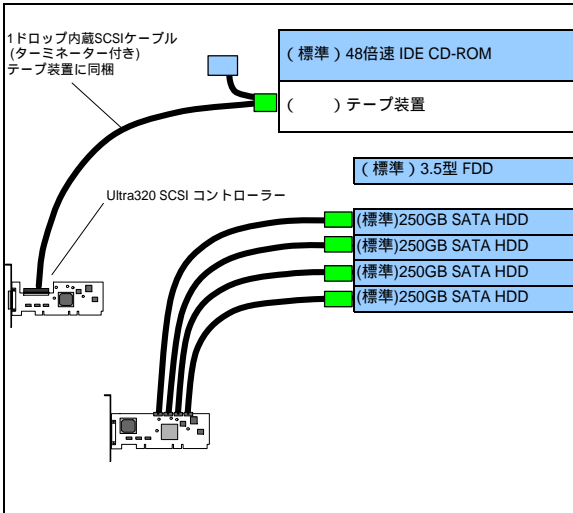 1ドロップ内蔵SCSIケーブル
(ターミネーター付き)
テープ装置に同梱
（標準）48倍速 IDE CD-ROM
（　　）テープ装置
（標準）3.5型 FDD
Ultra320 SCSI コントローラー
(標準)250GB SATA HDD
(標準)250GB SATA HDD
(標準)250GB SATA HDD
(標準)250GB SATA HDD